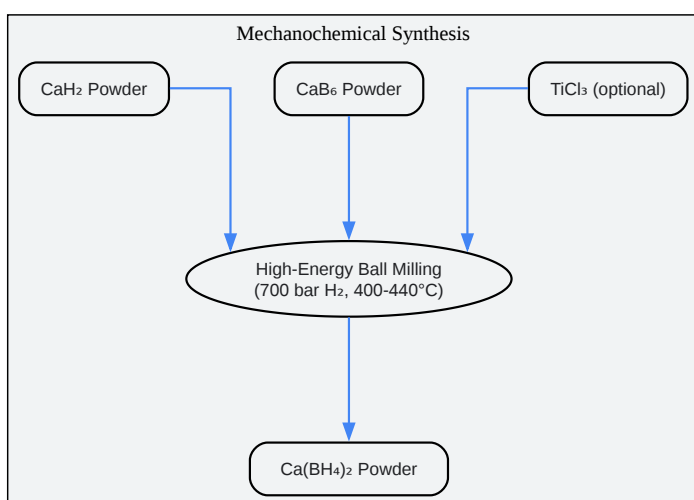 Mechanochemical Synthesis
CaH₂ Powder
CaB₆ Powder
TiCl₃ (optional)
High-Energy Ball Milling
(700 bar H₂, 400-440°C)
Ca(BH₄)₂ Powder